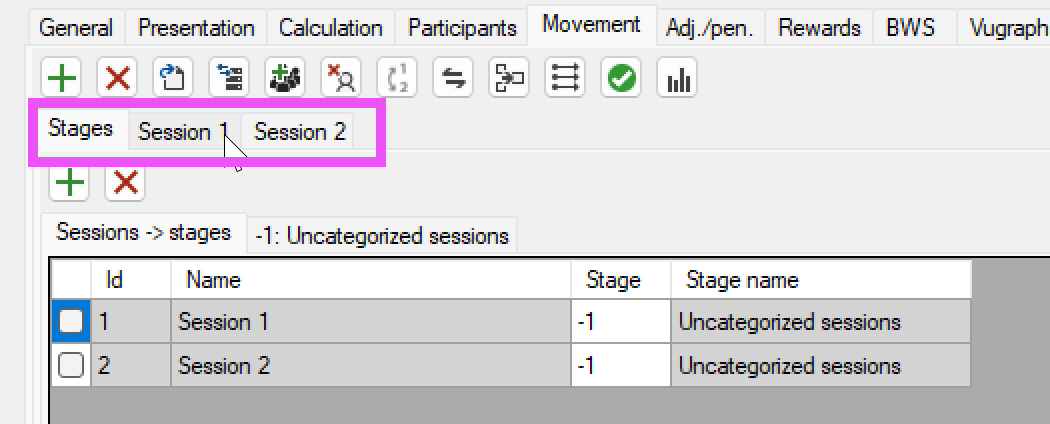 General Presentation Calculation Participants Movement Adj./pen. Rewards BWS Vugraph
Stages Session 1 Session 2
Sessions -> stages -1: Uncategorized sessions
Id Name Stage Stage name
1 Session 1 -1 Uncategorized sessions
2 Session 2 -1 Uncategorized sessions